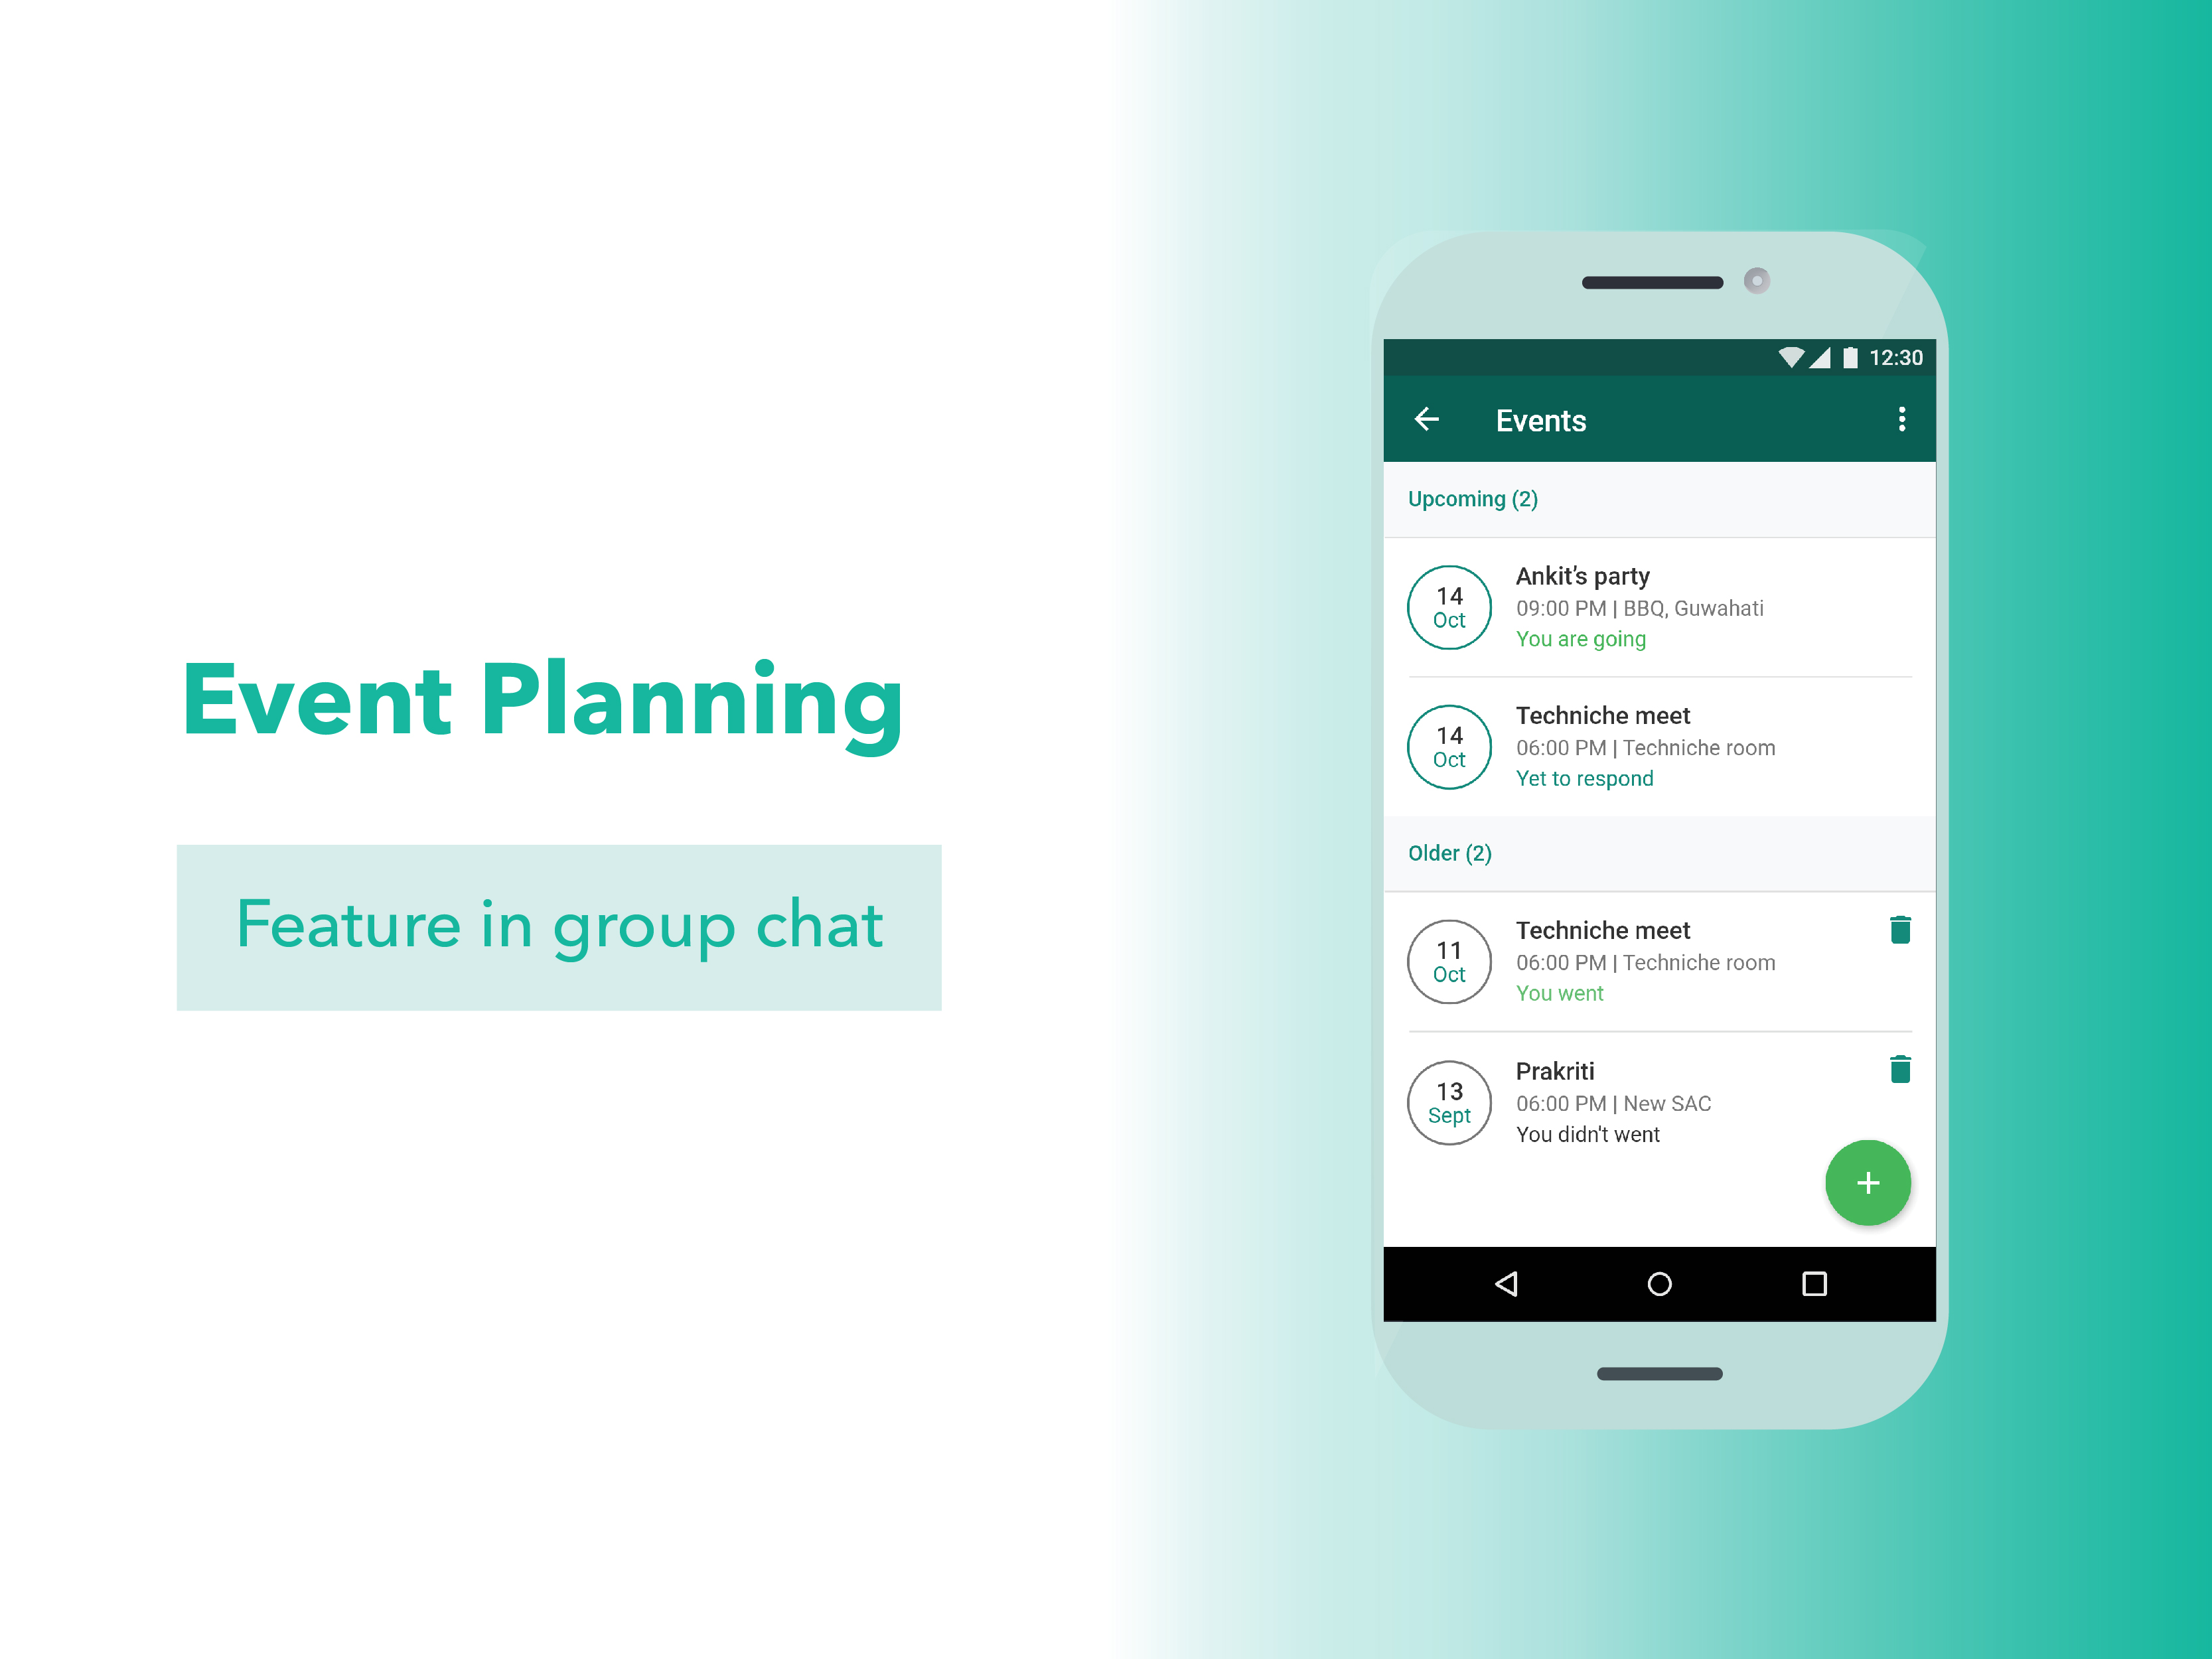 Event Planning
Feature in group chat
12:30
Events
Upcoming (2)
14
Oct
Ankit’s party
09:00 PM | BBQ, Guwahati
You are going
14
Oct
Techniche meet
06:00 PM | Techniche room
Yet to respond
Older (2)
11
Oct
Techniche meet
06:00 PM | Techniche room
You went
13
Sept
Prakriti
06:00 PM | New SAC
You didn't went